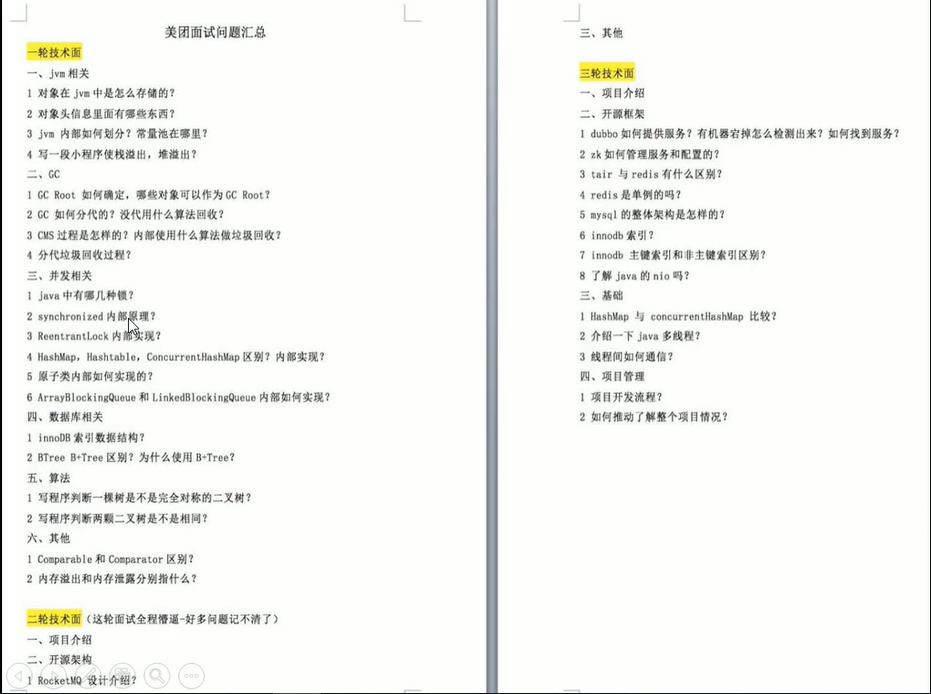 美团面试问题汇总
一轮技术面
一、jvm 相关
1 对象在 jvm 中是怎么存储的？
2 对象头信息里面有哪些东西？
3 jvm 内部如何划分？常量池在哪里？
4 写一段小程序使栈溢出，堆溢出？
二、GC
1 GC Root 如何确定，哪些对象可以作为 GC Root？
2 GC 如何分代的？没代用什么算法回收？
3 CMS 过程是怎样的？内部使用什么算法做垃圾回收？
4 分代垃圾回收过程？
三、并发相关
1 java 中有哪几种锁？
2 synchronized 内部原理？
3 ReentrantLock 内部实现？
4 HashMap，Hashtable，ConcurrentHashMap 区别？内部实现？
5 原子类内部如何实现的？
6 ArrayBlockingQueue 和 LinkedBlockingQueue 内部如何实现？
四、数据库相关
1 innoDB 索引数据结构？
2 BTree B+Tree 区别？为什么使用 B+Tree？
五、算法
1 写程序判断一棵树是不是完全对称的二叉树？
2 写程序判断两颗二叉树是不是相同？
六、其他
1 Comparable 和 Comparator 区别？
2 内存溢出和内存泄露分别指什么？
二轮技术面（这轮面试全程懵逼-好多问题记不清了）
一、项目介绍
二、开源架构
1 RocketMQ 设计介绍？
三、其他
三轮技术面
一、项目介绍
二、开源框架
1 dubbo 如何提供服务？有机器宕掉怎么检测出来？如何找到服务？
2 zk 如何管理服务和配置的？
3 tair 与 redis 有什么区别？
4 redis 是单例的吗？
5 mysql 的整体架构是怎样的？
6 innodb 索引？
7 innodb 主键索引和非主键索引区别？
8 了解 java 的 nio 吗？
三、基础
1 HashMap 与 concurrentHashMap 比较？
2 介绍一下 java 多线程？
3 线程间如何通信？
四、项目管理
1 项目开发流程？
2 如何推动了解整个项目情况？